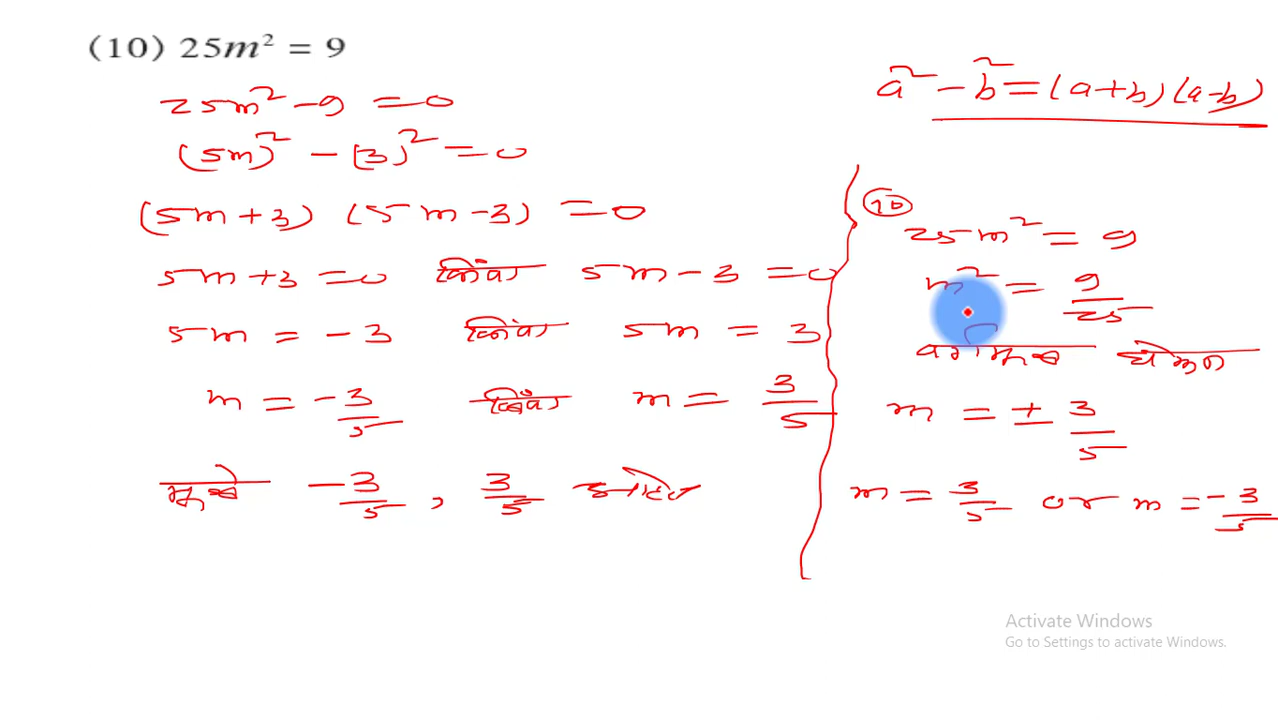 (10) 25m² = 9
25m² - 9 = 0
(5m)² - (3)² = 0
(5m+3) (5m-3) = 0
5m+3 = 0 किंवा 5m-3 = 0
5m = -3 किंवा 5m = 3
m = -3/5 किंवा m = 3/5
मुळे -3/5, 3/5 आहेत
a² - b² = (a+b) (a-b)
10
25m² = 9
m² = 9/25
वर्गमुळ घेऊन
m = ± 3/5
m = 3/5 or m = -3/5
Activate Windows
Go to Settings to activate Windows.